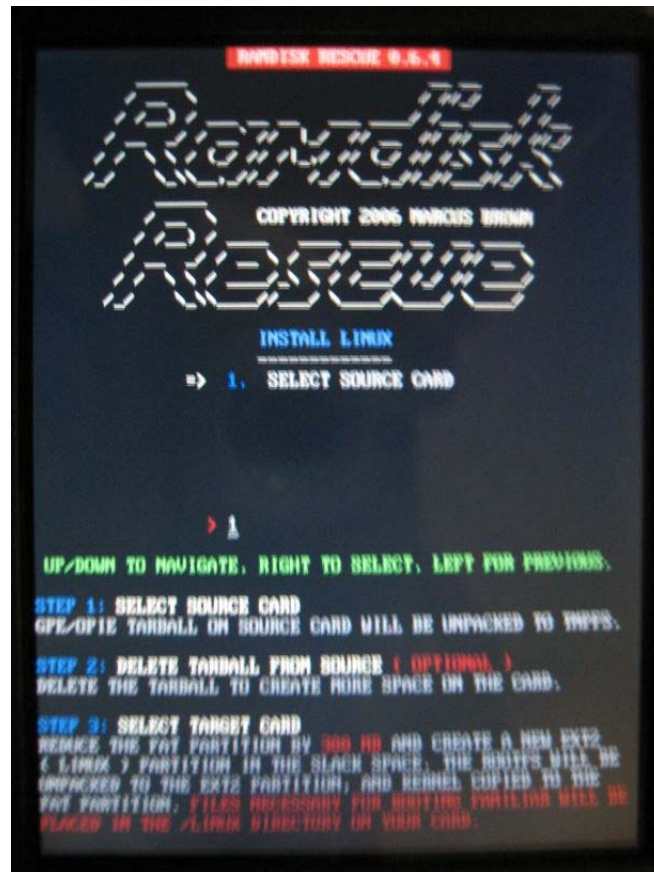 RAMDISK RESCUE 0.6.4
Ramdisk
COPYRIGHT 2006 MARCUS BROWN
Rescue
INSTALL LINUX
-------------
=> 1. SELECT SOURCE CARD
> 1
UP/DOWN TO NAVIGATE, RIGHT TO SELECT, LEFT FOR PREVIOUS.
STEP 1: SELECT SOURCE CARD
GPE/OPIE TARBALL ON SOURCE CARD WILL BE UNPACKED TO TMPFS.
STEP 2: DELETE TARBALL FROM SOURCE ( OPTIONAL )
DELETE THE TARBALL TO CREATE MORE SPACE ON THE CARD.
STEP 3: SELECT TARGET CARD
REDUCE THE FAT PARTITION BY 300 MB AND CREATE A NEW EXT2
( LINUX ) PARTITION IN THE SLACK SPACE. THE ROOTFS WILL BE
UNPACKED TO THE EXT2 PARTITION, AND KERNEL COPIED TO THE
FAT PARTITION. FILES NECESSARY FOR BOOTING FAMILIAR WILL BE
PLACED IN THE /LINUX DIRECTORY ON YOUR CARD.